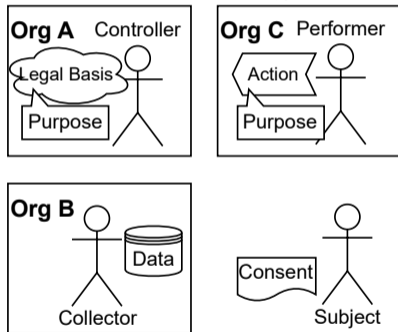 Org A Controller
Legal Basis
Purpose
Org C Performer
Action
Purpose
Org B
Data
Collector
Consent
Subject